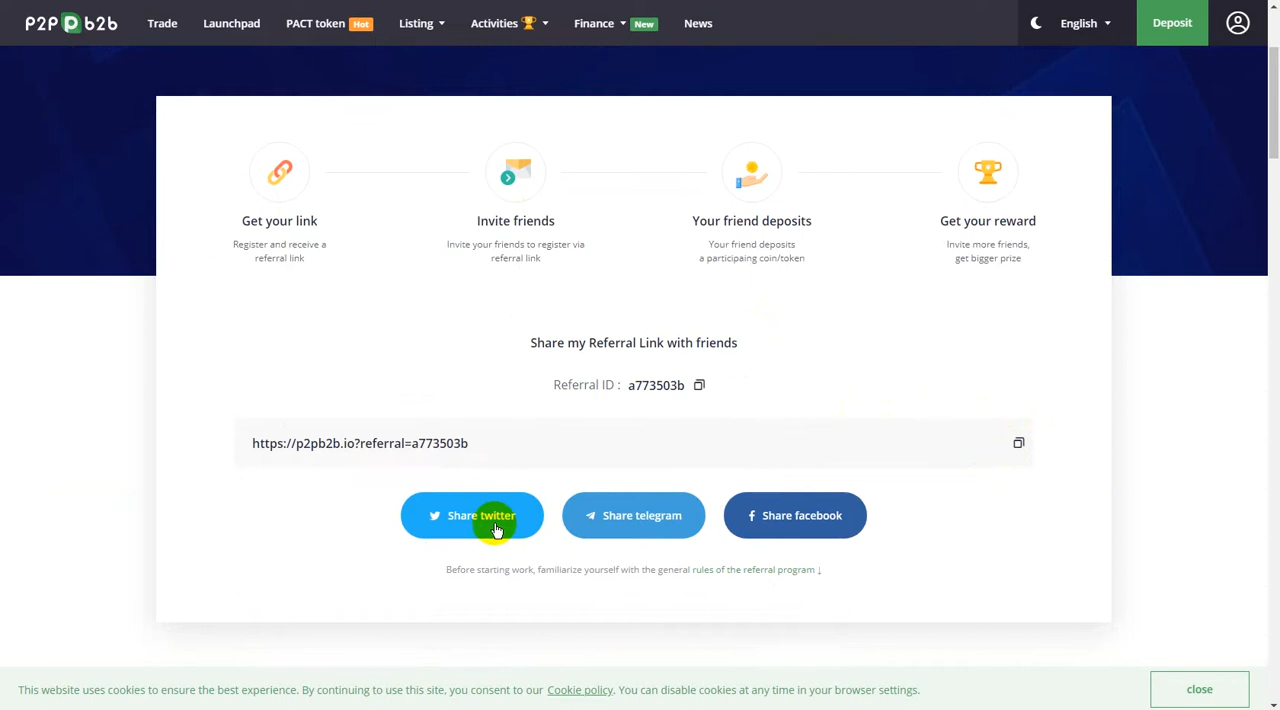 P2P b2b Trade Launchpad PACT token Hot Listing Activities Finance New News English Deposit
Get your link Invite friends Your friend deposits Get your reward
Register and receive a Invite your friends to register via Your friend deposits Invite more friends,
referral link referral link a participaing coin/token get bigger prize
Share my Referral Link with friends
Referral ID : a773503b
https://p2pb2b.io?referral=a773503b
Share twitter Share telegram Share facebook
Before starting work, familiarize yourself with the general rules of the referral program ↓
This website uses cookies to ensure the best experience. By continuing to use this site, you consent to our Cookie policy. You can disable cookies at any time in your browser settings. close